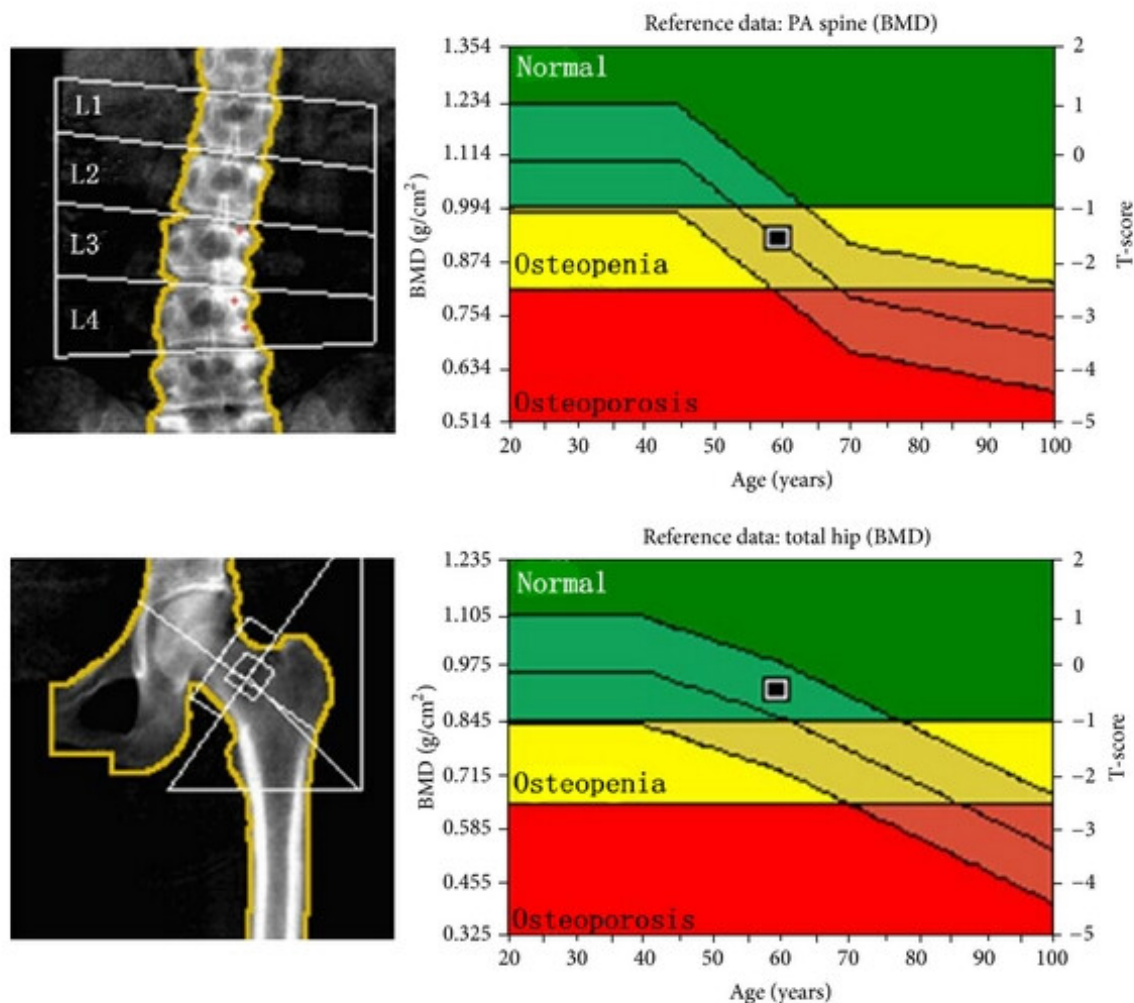 Reference data: PA spine (BMD)
L1
L2
L3
L4
BMD (g/cm²)
1.354
1.234
1.114
0.994
0.874
0.754
0.634
0.514
Normal
Osteopenia
Osteoporosis
2
1
0
−1
−2
−3
−4
−5
T-score
20 30 40 50 60 70 80 90 100
Age (years)
Reference data: total hip (BMD)
BMD (g/cm²)
1.235
1.105
0.975
0.845
0.715
0.585
0.455
0.325
Normal
Osteopenia
Osteoporosis
2
1
0
−1
−2
−3
−4
−5
T-score
20 30 40 50 60 70 80 90 100
Age (years)